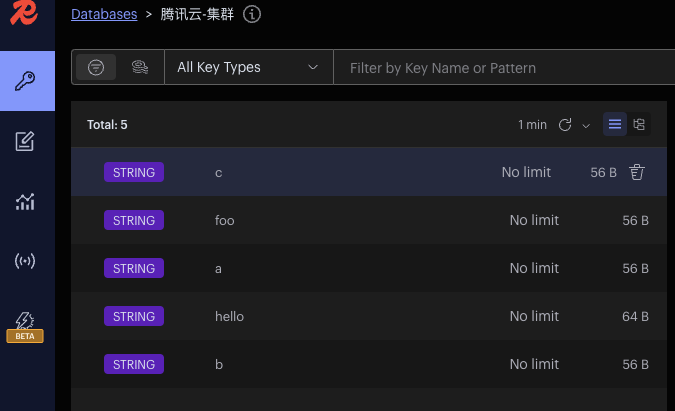 Databases > 腾讯云-集群
All Key Types Filter by Key Name or Pattern
Total: 5 1 min
STRING c No limit 56 B
STRING foo No limit 56 B
STRING a No limit 56 B
STRING hello No limit 64 B
BETA
STRING b No limit 56 B